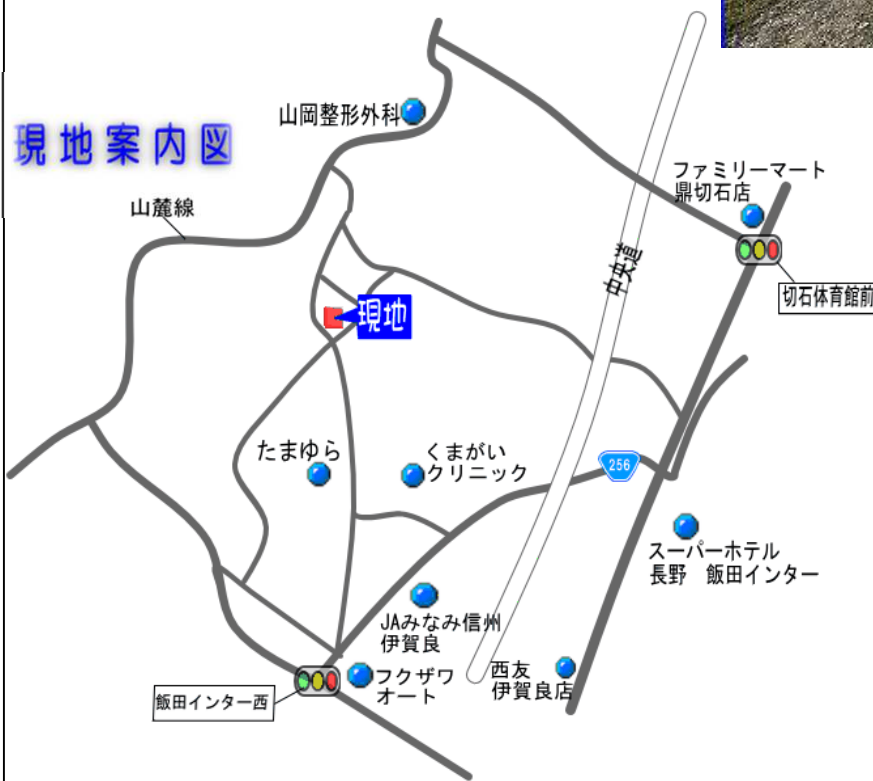 現地案内図
山岡整形外科
山麓線
ファミリーマート
鼎切石店
中央道
切石体育館前
現地
たまゆら
くまがい
クリニック
256
スーパーホテル
長野　飯田インター
JAみなみ信州
伊賀良
フクザワ
オート
西友
伊賀良店
飯田インター西